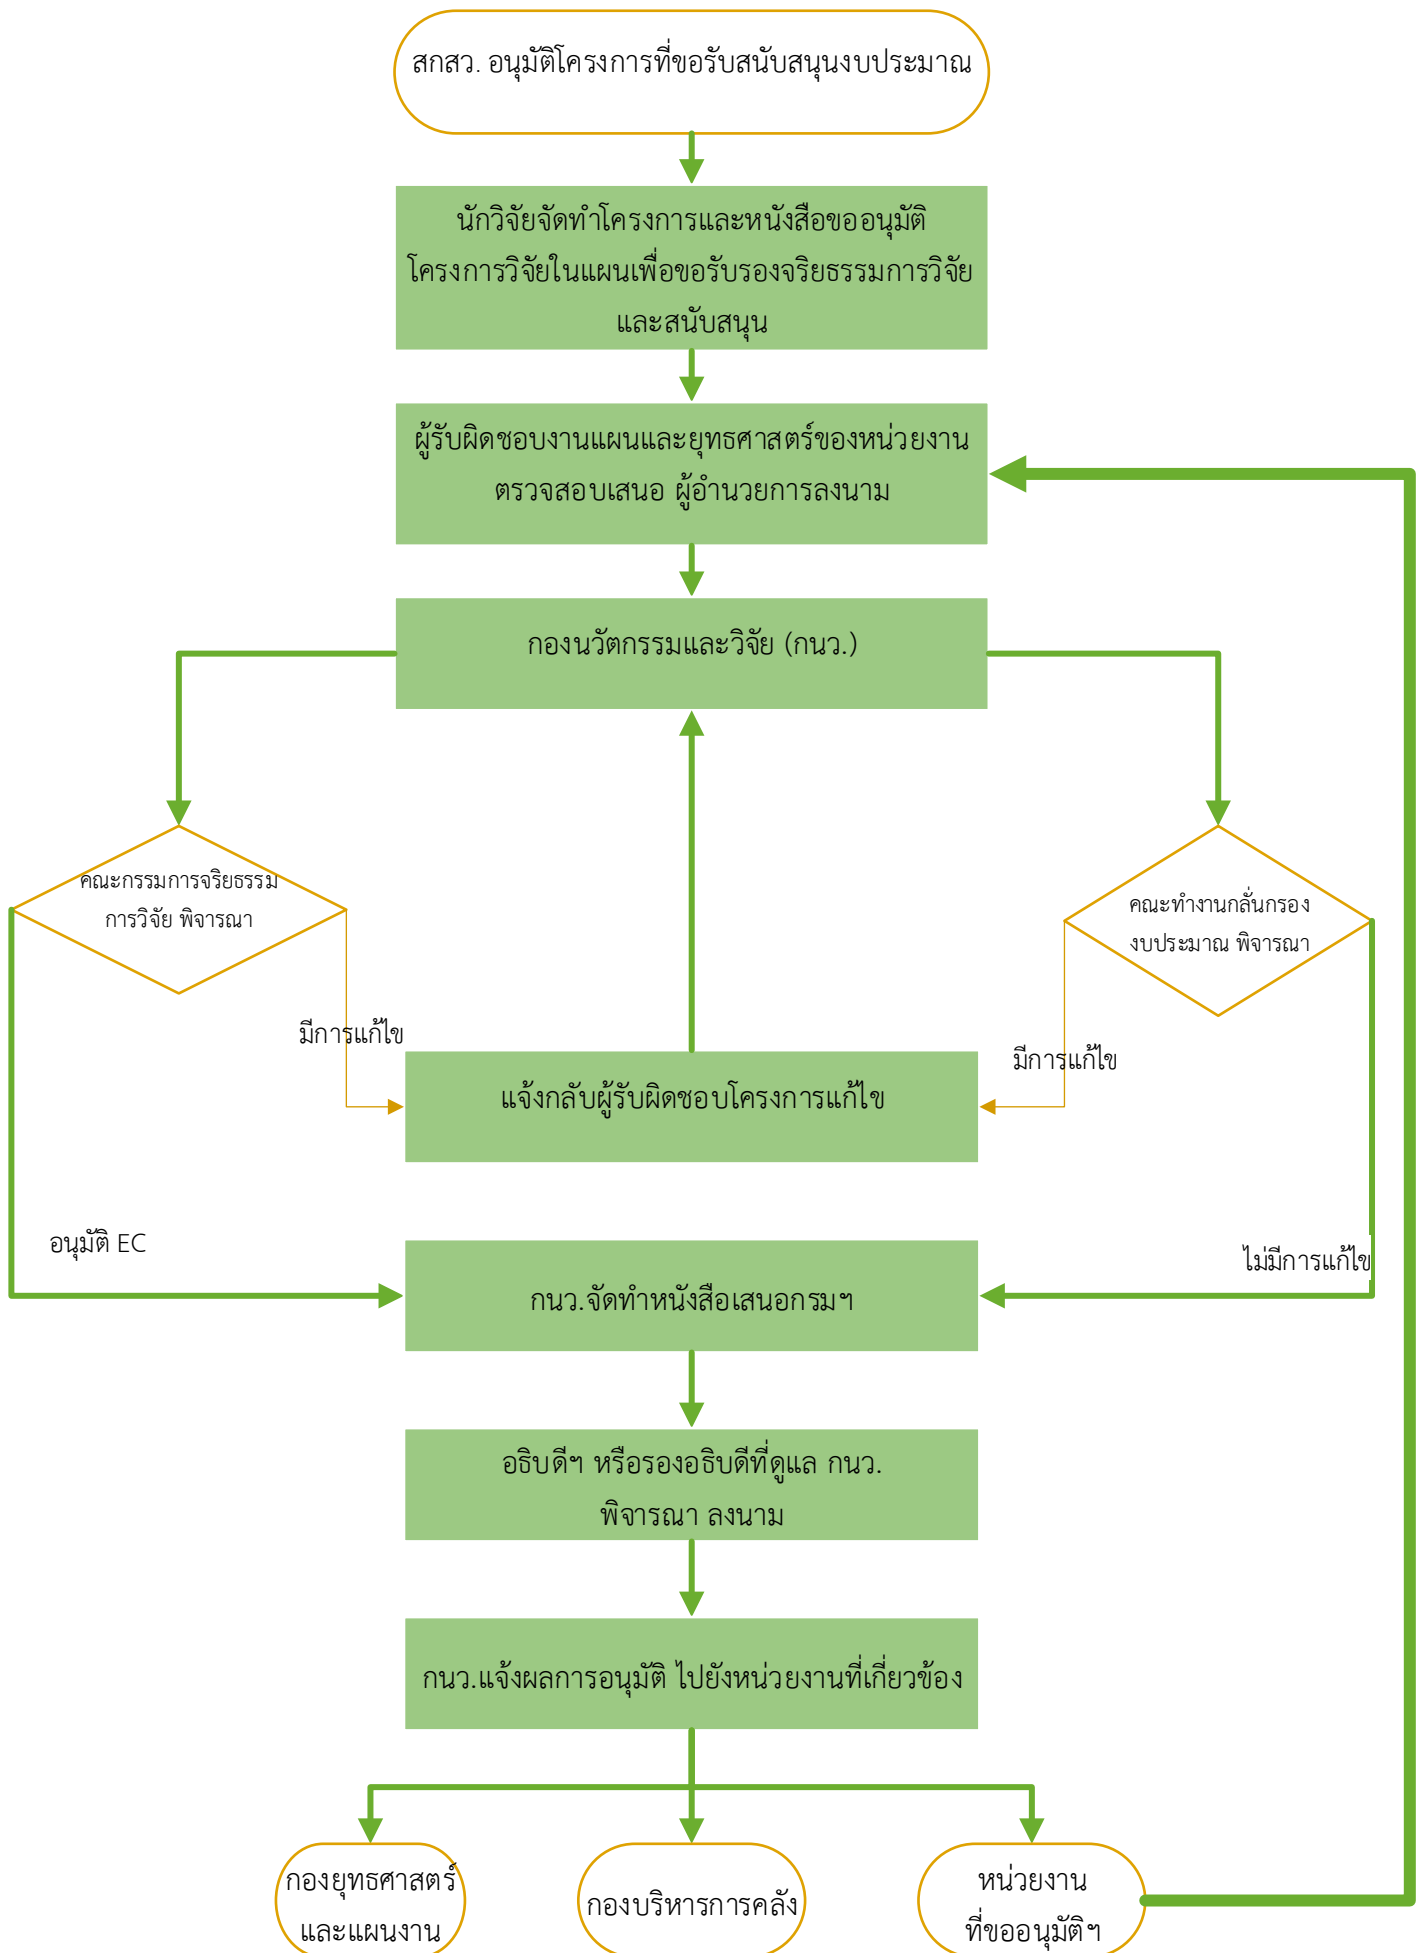 สกสว. อนุมัติโครงการที่ขอรับสนับสนุนงบประมาณ
นักวิจัยจัดทำโครงการและหนังสือขออนุมัติ
โครงการวิจัยในแผนเพื่อขอรับรองจริยธรรมการวิจัย
และสนับสนุน
ผู้รับผิดชอบงานแผนและยุทธศาสตร์ของหน่วยงาน
ตรวจสอบเสนอ ผู้อำนวยการลงนาม
กองนวัตกรรมและวิจัย (กนว.)
คณะกรรมการจริยธรรม
การวิจัย พิจารณา
คณะทำงานกลั่นกรอง
งบประมาณ พิจารณา
มีการแก้ไข
มีการแก้ไข
แจ้งกลับผู้รับผิดชอบโครงการแก้ไข
อนุมัติ EC
ไม่มีการแก้ไข
กนว.จัดทำหนังสือเสนอกรมฯ
อธิบดีฯ หรือรองอธิบดีที่ดูแล กนว.
พิจารณา ลงนาม
กนว.แจ้งผลการอนุมัติ ไปยังหน่วยงานที่เกี่ยวข้อง
กองยุทธศาสตร์
และแผนงาน
กองบริหารการคลัง
หน่วยงาน
ที่ขออนุมัติฯ